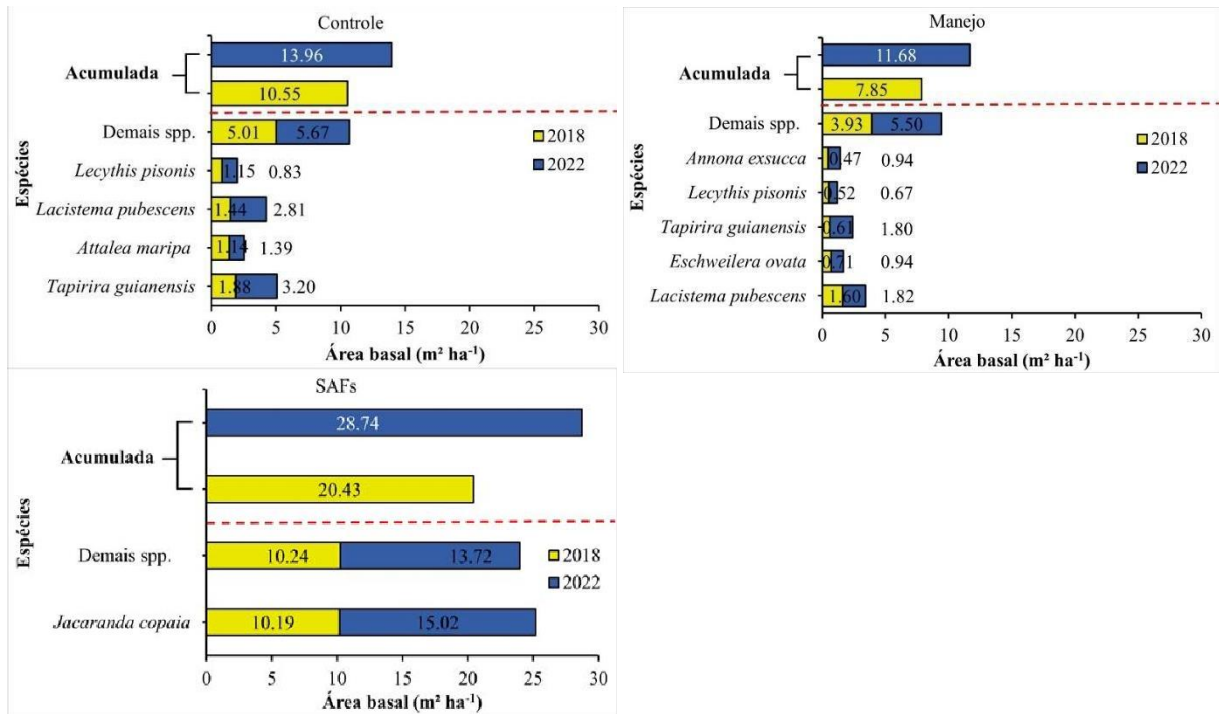 Controle
Espécies
Acumulada
13.96
10.55
Demais spp. 5.01 5.67
Lecythis pisonis 1.15 0.83
Lacistema pubescens 1.44 2.81
Attalea maripa 1.14 1.39
Tapirira guianensis 1.88 3.20
2018
2022
0 5 10 15 20 25 30
Área basal (m² ha⁻¹)
Manejo
Espécies
Acumulada
11.68
7.85
Demais spp. 3.93 5.50
Annona exsucca 0.47 0.94
Lecythis pisonis 0.52 0.67
Tapirira guianensis 0.61 1.80
Eschweilera ovata 0.71 0.94
Lacistema pubescens 1.60 1.82
2018
2022
0 5 10 15 20 25 30
Área basal (m² ha⁻¹)
SAFs
Espécies
Acumulada
28.74
20.43
Demais spp. 10.24 13.72
Jacaranda copaia 10.19 15.02
2018
2022
0 5 10 15 20 25 30
Área basal (m² ha⁻¹)